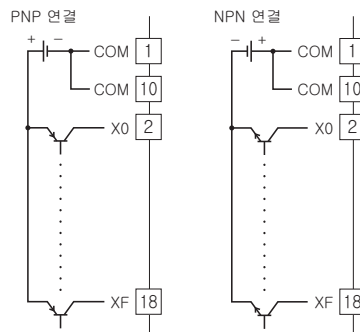 PNP 연결
+ −
COM 1
COM 10
X0 2
XF 18
NPN 연결
− +
COM 1
COM 10
X0 2
XF 18